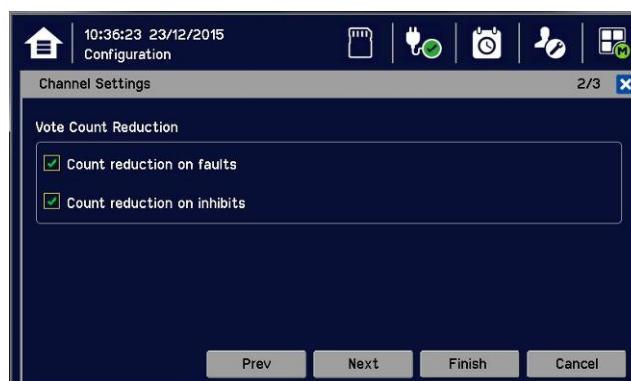 10:36:23 23/12/2015
Configuration
Channel Settings 2/3
Vote Count Reduction
Count reduction on faults
Count reduction on inhibits
Prev Next Finish Cancel
M